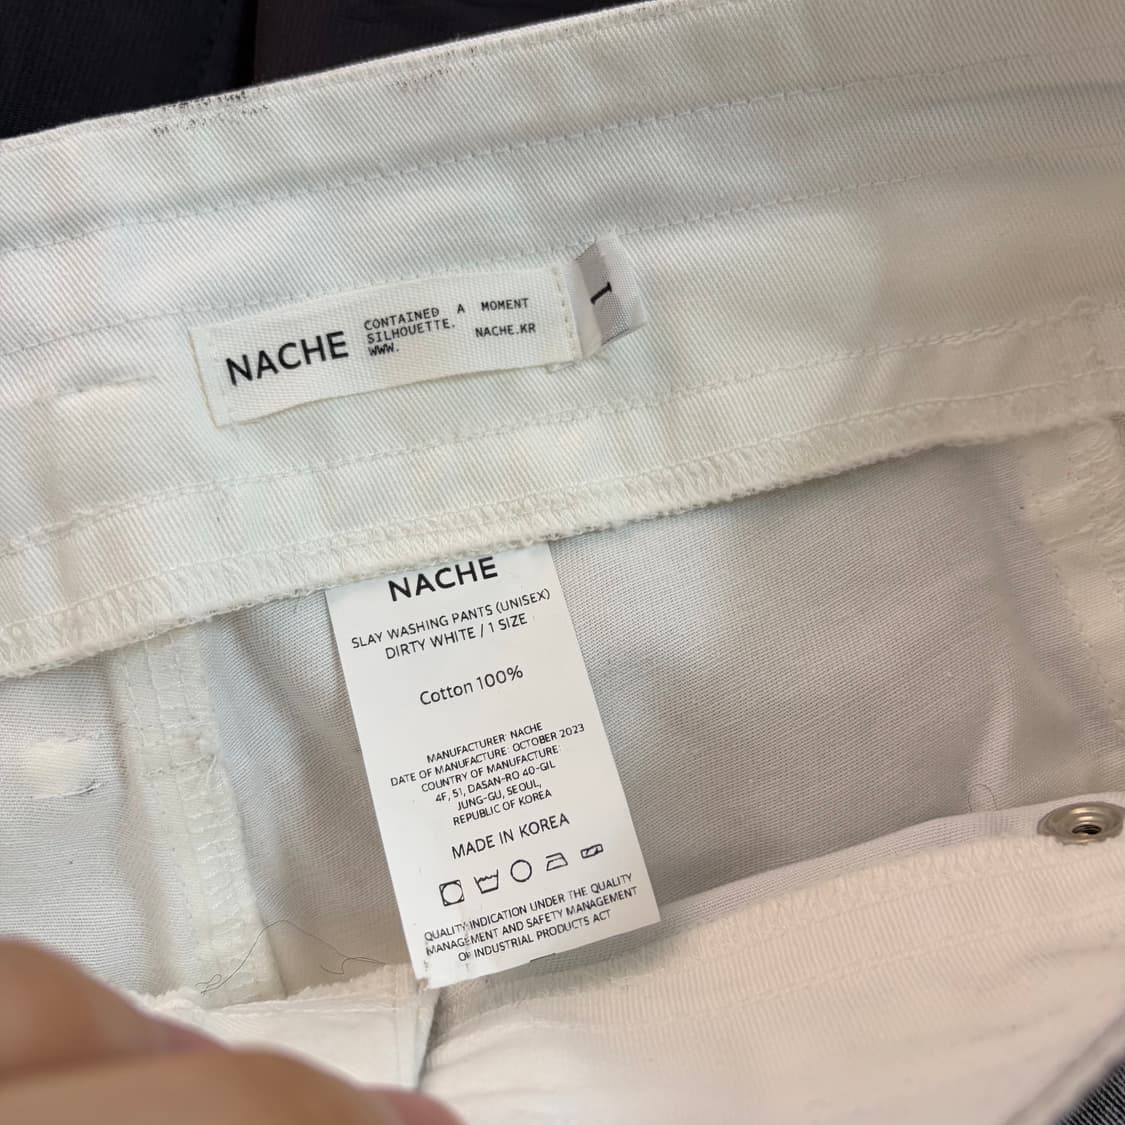 NACHE
CONTAINED A MOMENT
SILHOUETTE. NACHE.KR
WWW.
1
NACHE
SLAY WASHING PANTS (UNISEX)
DIRTY WHITE / 1 SIZE
Cotton 100%
MANUFACTURER: NACHE
DATE OF MANUFACTURE: OCTOBER 2023
COUNTRY OF MANUFACTURE:
4F, 51, DASAN-RO 40-GIL
JUNG-GU, SEOUL,
REPUBLIC OF KOREA
MADE IN KOREA
QUALITY INDICATION UNDER THE QUALITY
MANAGEMENT AND SAFETY MANAGEMENT
OF INDUSTRIAL PRODUCTS ACT